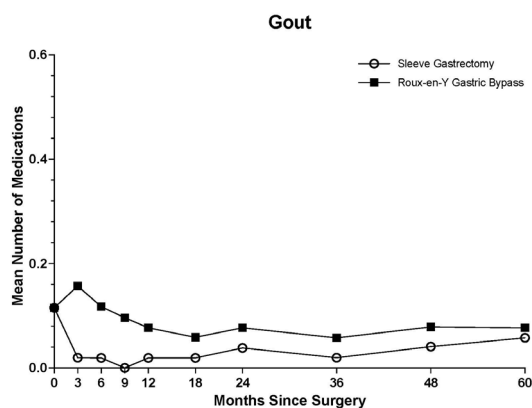 Gout
Sleeve Gastrectomy
Roux-en-Y Gastric Bypass
Mean Number of Medications
0.6
0.4
0.2
0.0
0 3 6 9 12 18 24 36 48 60
Months Since Surgery